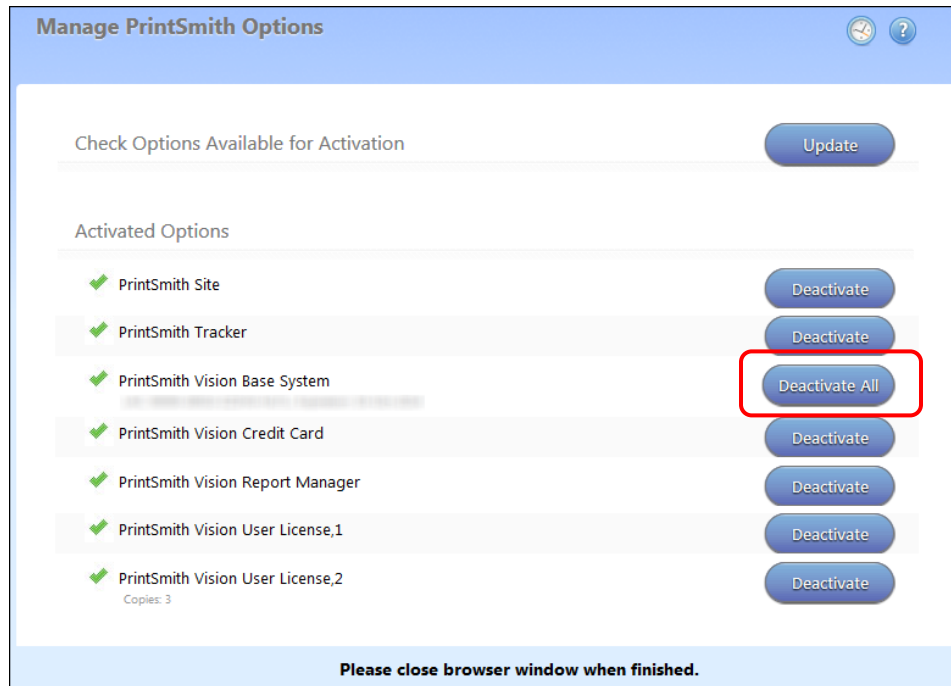 Manage PrintSmith Options
?
Check Options Available for Activation
Update
Activated Options
PrintSmith Site
Deactivate
PrintSmith Tracker
Deactivate
PrintSmith Vision Base System
Deactivate All
PrintSmith Vision Credit Card
Deactivate
PrintSmith Vision Report Manager
Deactivate
PrintSmith Vision User License,1
Deactivate
PrintSmith Vision User License,2
Deactivate
Copies: 3
Please close browser window when finished.